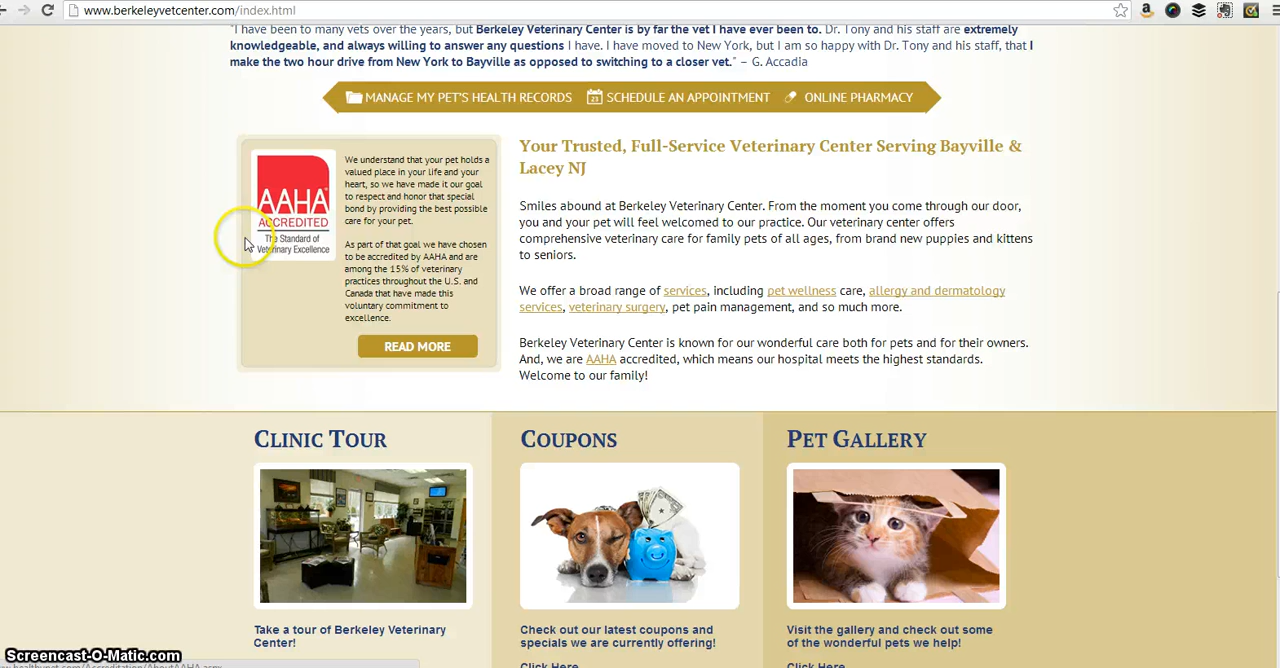 www.berkeleyvetcenter.com/index.html
"I have been to many vets over the years, but Berkeley Veterinary Center is by far the vet I have ever been to. Dr. Tony and his staff are extremely
knowledgeable, and always willing to answer any questions I have. I have moved to New York, but I am so happy with Dr. Tony and his staff, that I
make the two hour drive from New York to Bayville as opposed to switching to a closer vet." – G. Accadia
MANAGE MY PET'S HEALTH RECORDS 23 SCHEDULE AN APPOINTMENT ONLINE PHARMACY
AAHA
ACCREDITED
The Standard of
Veterinary Excellence
We understand that your pet holds a
valued place in your life and your
heart, so we have made it our goal
to respect and honor that special
bond by providing the best possible
care for your pet.
As part of that goal we have chosen
to be accredited by AAHA and are
among the 15% of veterinary
practices throughout the U.S. and
Canada that have made this
voluntary commitment to
excellence.
READ MORE
Your Trusted, Full-Service Veterinary Center Serving Bayville &
Lacey NJ
Smiles abound at Berkeley Veterinary Center. From the moment you come through our door,
you and your pet will feel welcomed to our practice. Our veterinary center offers
comprehensive veterinary care for family pets of all ages, from brand new puppies and kittens
to seniors.
We offer a broad range of services, including pet wellness care, allergy and dermatology
services, veterinary surgery, pet pain management, and so much more.
Berkeley Veterinary Center is known for our wonderful care both for pets and for their owners.
And, we are AAHA accredited, which means our hospital meets the highest standards.
Welcome to our family!
CLINIC TOUR
Take a tour of Berkeley Veterinary
Center!
COUPONS
Check out our latest coupons and
specials we are currently offering!
Click Here
PET GALLERY
Visit the gallery and check out some
of the wonderful pets we help!
Click Here
Screencast-O-Matic.com